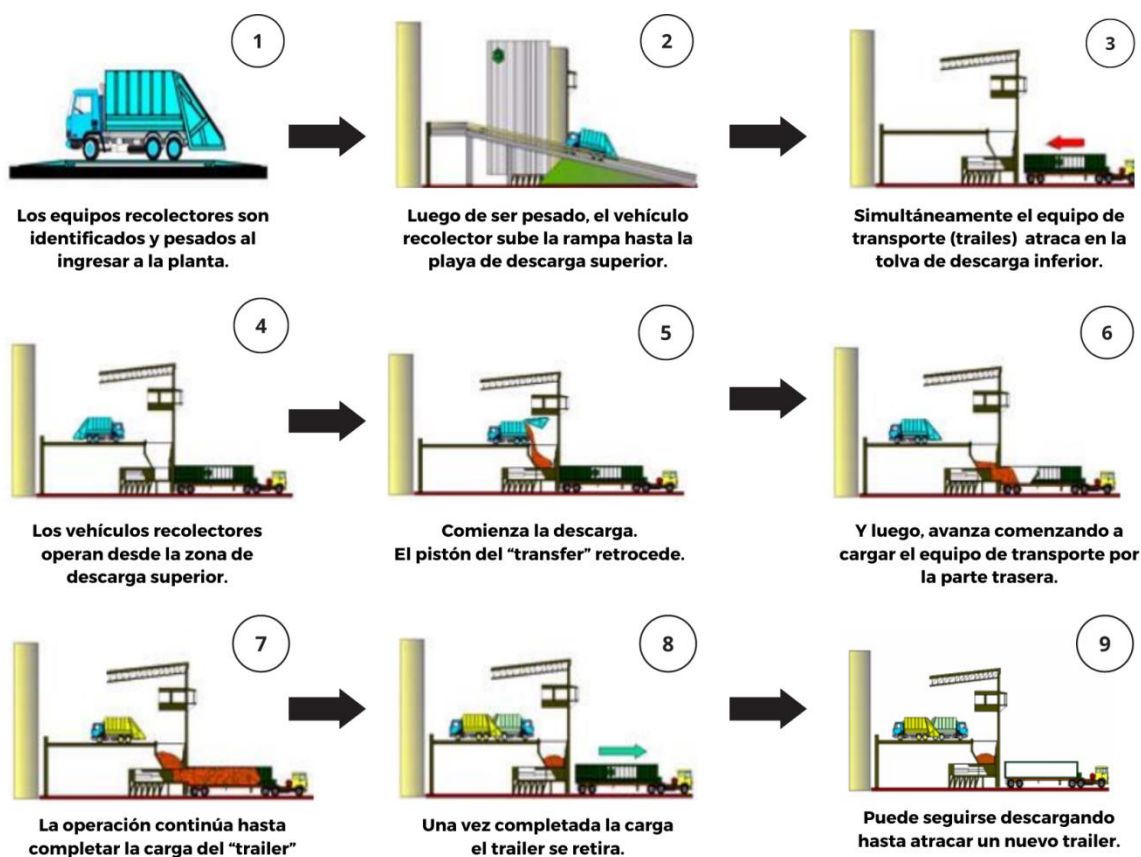 1
Los equipos recolectores son
identificados y pesados al
ingresar a la planta.
2
Luego de ser pesado, el vehículo
recolector sube la rampa hasta la
playa de descarga superior.
3
Simultáneamente el equipo de
transporte (trailes) atraca en la
tolva de descarga inferior.
4
Los vehículos recolectores
operan desde la zona de
descarga superior.
5
Comienza la descarga.
El pistón del “transfer” retrocede.
6
Y luego, avanza comenzando a
cargar el equipo de transporte por
la parte trasera.
7
La operación continúa hasta
completar la carga del “trailer”
8
Una vez completada la carga
el trailer se retira.
9
Puede seguirse descargando
hasta atracar un nuevo trailer.